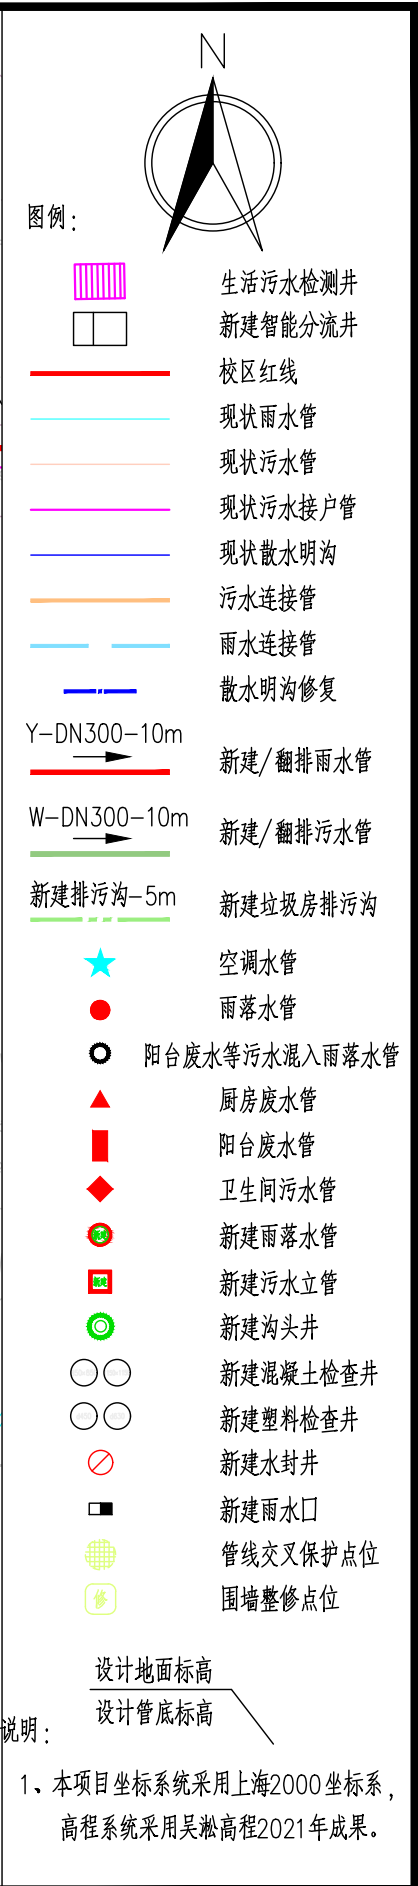 N
图例：
生活污水检测井
新建智能分流井
校区红线
现状雨水管
现状污水管
现状污水接户管
现状散水明沟
污水连接管
雨水连接管
散水明沟修复
Y-DN300-10m
新建/翻排雨水管
W-DN300-10m
新建/翻排污水管
新建排污沟-5m
新建垃圾房排污沟
空调水管
雨落水管
阳台废水等污水混入雨落水管
厨房废水管
阳台废水管
卫生间污水管
新建雨落水管
新建
新建污水立管
新建沟头井
新建混凝土检查井
新建塑料检查井
新建水封井
新建雨水口
管线交叉保护点位
修
围墙整修点位
设计地面标高
设计管底标高
说明：
1、本项目坐标系统采用上海2000坐标系，
高程系统采用吴淞高程2021年成果。